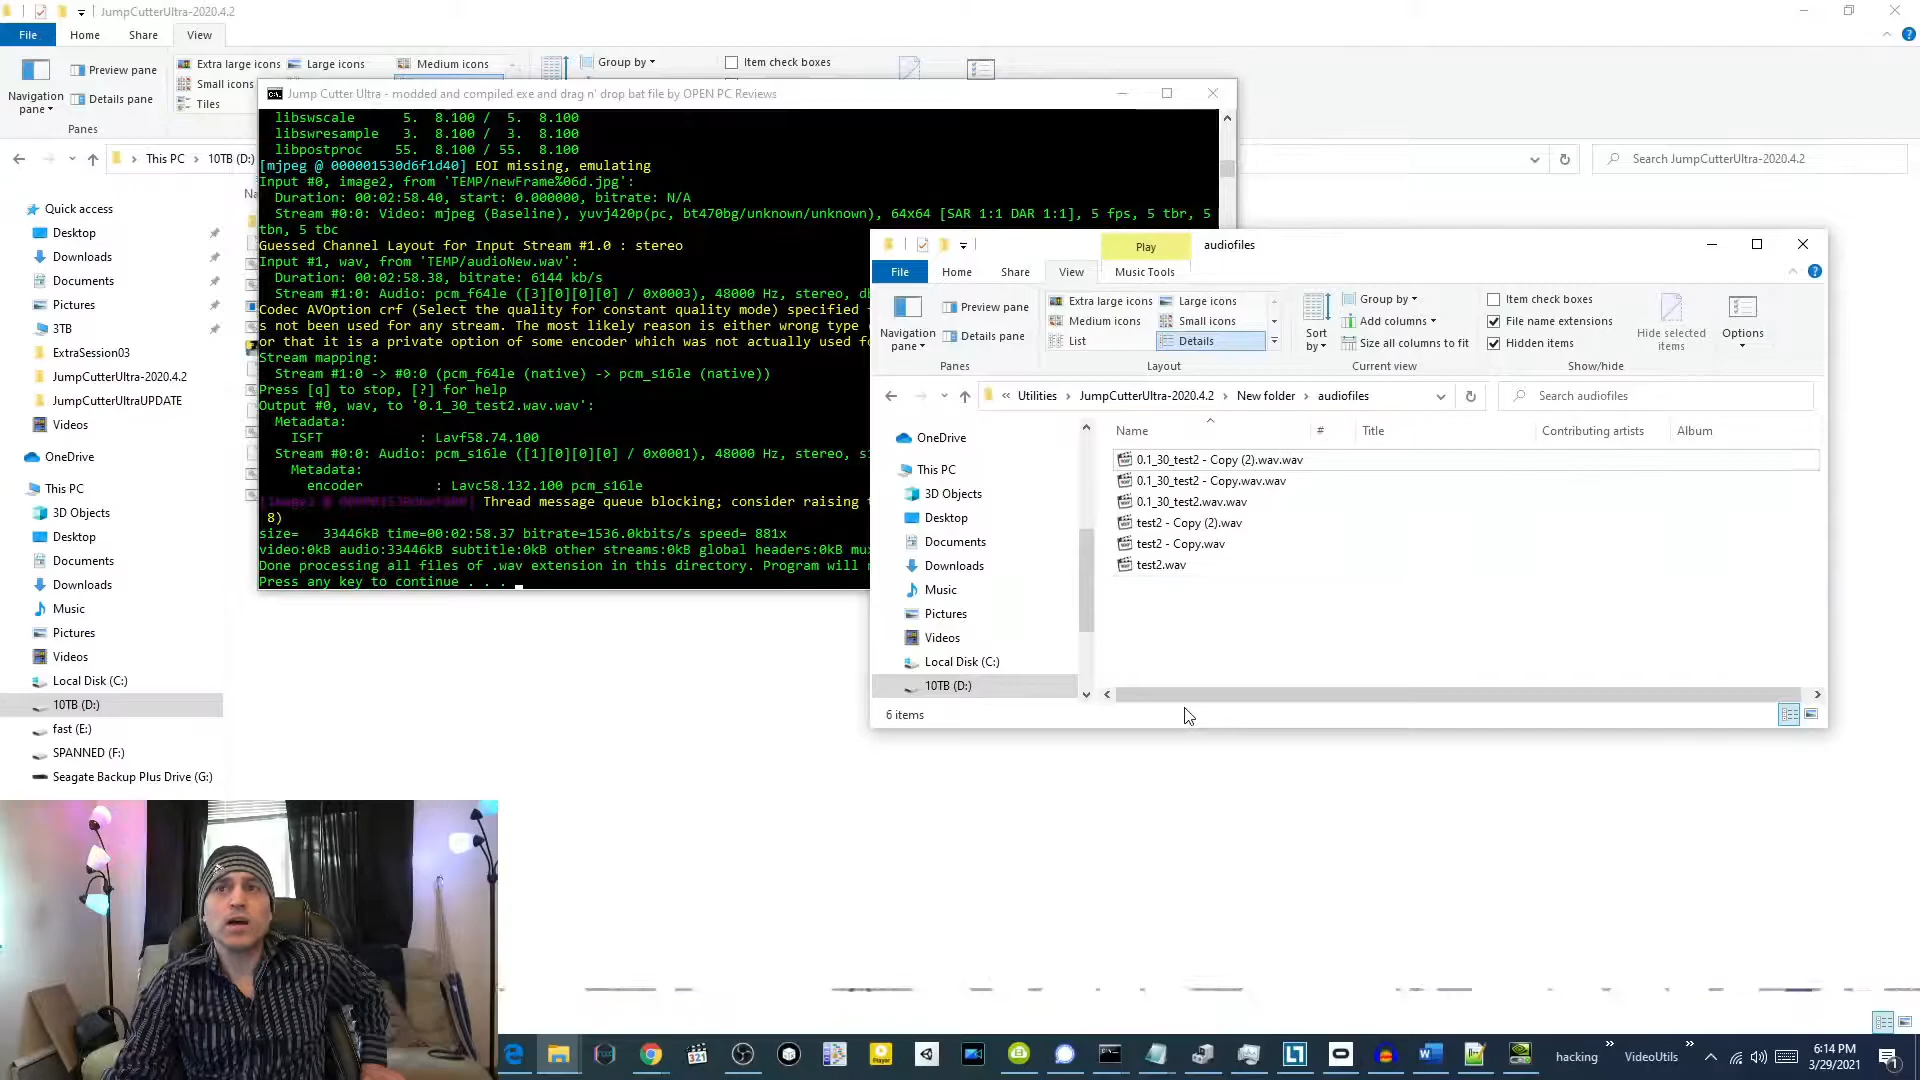 JumpCutterUltra-2020.4.2
File
Home
Share
View
Navigation pane
Preview pane
Details pane
Panes
Extra large icons
Large icons
Medium icons
Small icons
Tiles
Group by
Item check boxes
This PC
10TB (D:)
Search JumpCutterUltra-2020.4.2
Quick access
Desktop
Downloads
Documents
Pictures
3TB
ExtraSession03
JumpCutterUltra-2020.4.2
JumpCutterUltraUPDATE
Videos
OneDrive
This PC
3D Objects
Desktop
Documents
Downloads
Music
Pictures
Videos
Local Disk (C:)
10TB (D:)
fast (E:)
SPANNED (F:)
Seagate Backup Plus Drive (G:)
Jump Cutter Ultra - modded and compiled exe and drag n' drop bat file by OPEN PC Reviews
libswscale 5. 8.100 / 5. 8.100
libswresample 3. 8.100 / 3. 8.100
libpostproc 55. 8.100 / 55. 8.100
[mjpeg @ 000001530d6f1d40] EOI missing, emulating
Input #0, image2, from 'TEMP/newFrame%06d.jpg':
Duration: 00:02:58.40, start: 0.000000, bitrate: N/A
Stream #0:0: Video: mjpeg (Baseline), yuvj420p(pc, bt470bg/unknown/unknown), 64x64 [SAR 1:1 DAR 1:1], 5 fps, 5 tbr, 5
tbn, 5 tbc
Guessed Channel Layout for Input Stream #1.0 : stereo
Input #1, wav, from 'TEMP/audioNew.wav':
Duration: 00:02:58.38, bitrate: 6144 kb/s
Stream #1:0: Audio: pcm_f64le ([3][0][0][0] / 0x0003), 48000 Hz, stereo, db
Codec AVOption crf (Select the quality for constant quality mode) specified
s not been used for any stream. The most likely reason is either wrong type
or that it is a private option of some encoder which was not actually used
Stream mapping:
Stream #1:0 -> #0:0 (pcm_f64le (native) -> pcm_s16le (native))
Press [q] to stop, [?] for help
Output #0, wav, to '0.1_30_test2.wav.wav':
Metadata:
ISFT : Lavf58.74.100
Stream #0:0: Audio: pcm_s16le ([1][0][0][0] / 0x0001), 48000 Hz, stereo,
Metadata:
encoder : Lavc58.132.100 pcm_s16le
Thread message queue blocking; consider raising
8)
size= 33446kB time=00:02:58.37 bitrate=1536.0kbits/s speed= 881x
video:0kB audio:33446kB subtitle:0kB other streams:0kB global headers:0kB
Done processing all files of .wav extension in this directory. Program will
Press any key to continue . . .
Play
audiofiles
File
Home
Share
View
Music Tools
Navigation pane
Preview pane
Details pane
Panes
Extra large icons
Large icons
Medium icons
Small icons
List
Details
Layout
Sort by
Group by
Add columns
Size all columns to fit
Current view
Item check boxes
File name extensions
Hidden items
Hide selected items
Show/hide
Options
« Utilities > JumpCutterUltra-2020.4.2 > New folder > audiofiles
Search audiofiles
OneDrive
This PC
3D Objects
Desktop
Documents
Downloads
Music
Pictures
Videos
Local Disk (C:)
10TB (D:)
Name # Title Contributing artists Album
0.1_30_test2 - Copy (2).wav.wav
0.1_30_test2 - Copy.wav.wav
0.1_30_test2.wav.wav
test2 - Copy (2).wav
test2 - Copy.wav
test2.wav
6 items
321
Player
hacking
VideoUtils
6:14 PM
3/29/2021
1